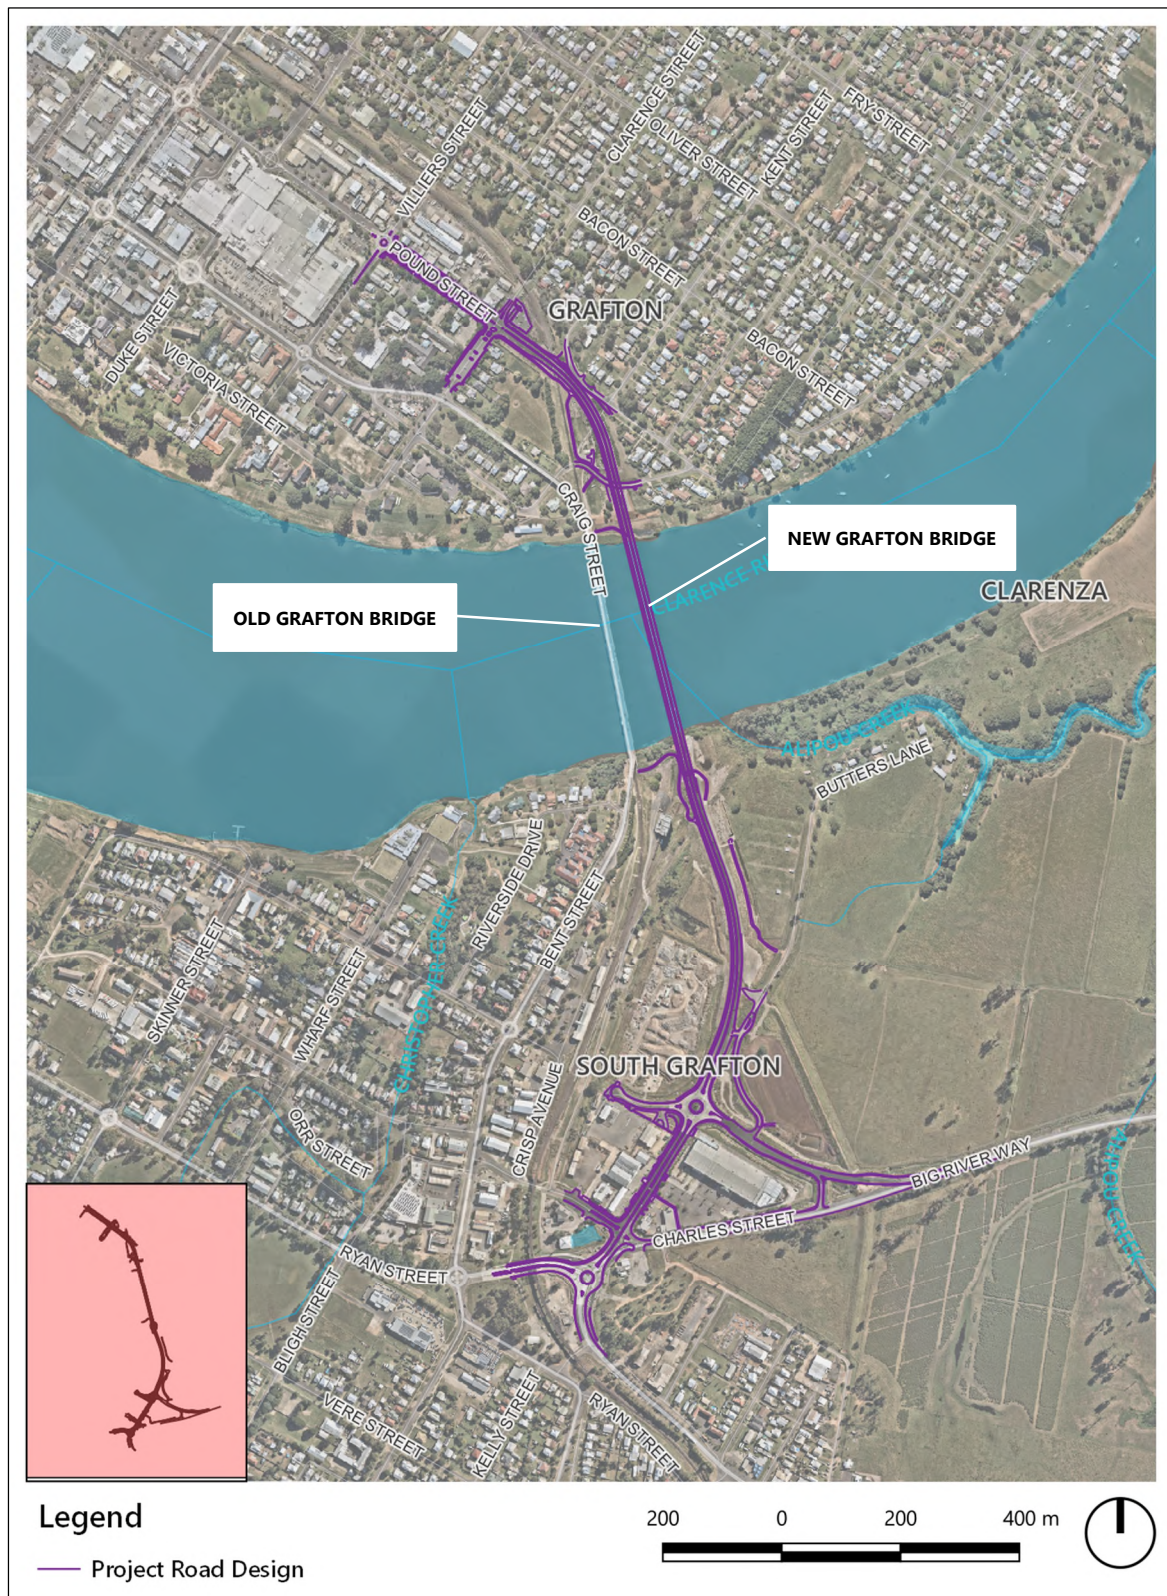 CLARENCE STREET
FRY STREET
VILLIERS STREET
OLIVER STREET
KENT STREET
BACON STREET
POUND STREET
GRAFTON
DUKE STREET
VICTORIA STREET
BACON STREET
CRAIG STREET
NEW GRAFTON BRIDGE
CLARENCE RI
CLARENZA
OLD GRAFTON BRIDGE
ALIPOU CREEK
BUTTERS LANE
RIVERSIDE DRIVE
BENT STREET
SKINNER STREET
WHARF STREET
CHRISTOPHER CREEK
SOUTH GRAFTON
CRISP AVENUE
ORR STREET
BIG RIVER WAY
ALIPOU CREEK
CHARLES STREET
RYAN STREET
BLIGH STREET
VERE STREET
KELLY STREET
RYAN STREET
Legend
200 0 200 400 m
Project Road Design